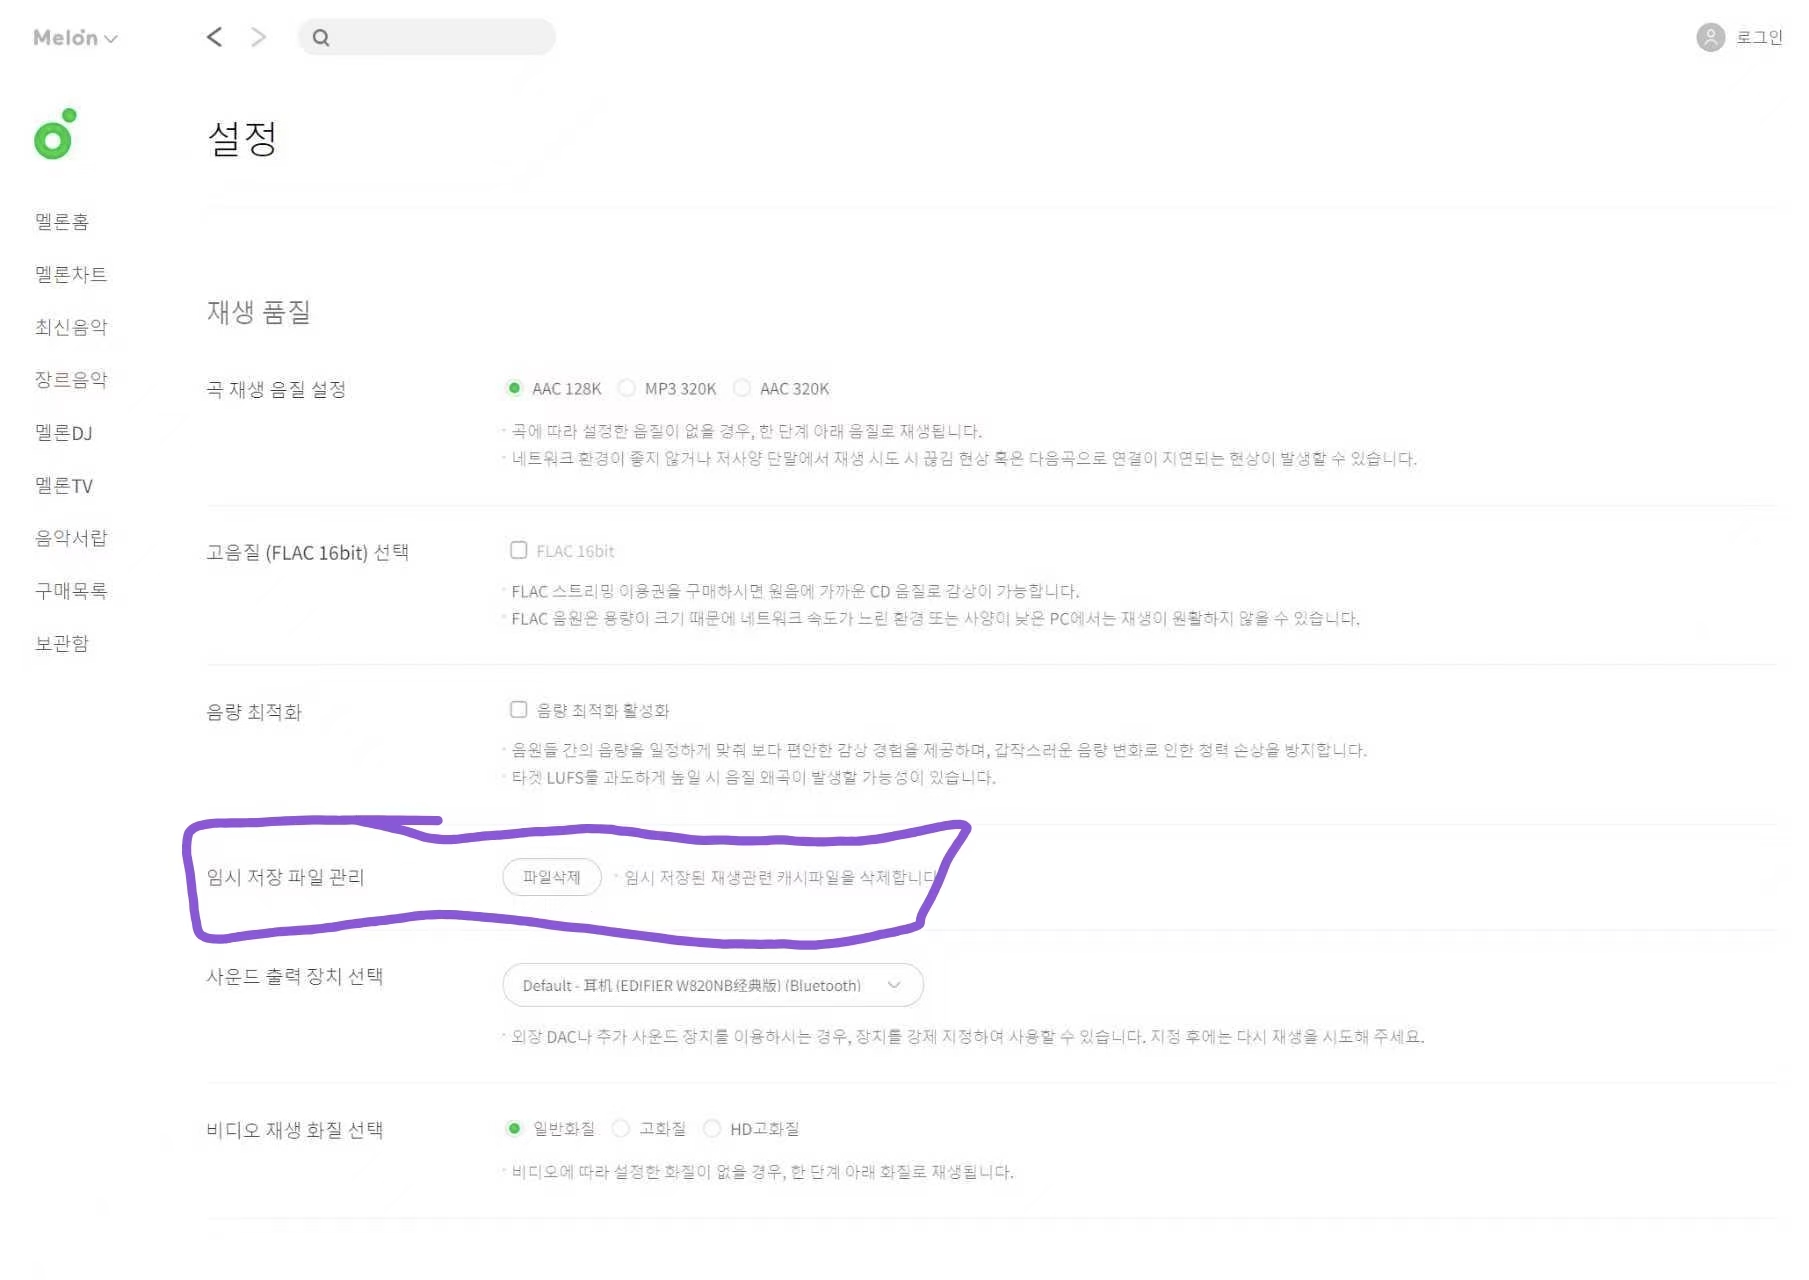 Melon
로그인
설정
멜론홈
멜론차트
최신음악
장르음악
멜론DJ
멜론TV
음악서랍
구매목록
보관함
재생 품질
곡 재생 음질 설정
AAC 128K MP3 320K AAC 320K
· 곡에 따라 설정한 음질이 없을 경우, 한 단계 아래 음질로 재생됩니다.
· 네트워크 환경이 좋지 않거나 저사양 단말에서 재생 시도 시 끊김 현상 혹은 다음곡으로 연결이 지연되는 현상이 발생할 수 있습니다.
고음질 (FLAC 16bit) 선택
FLAC 16bit
· FLAC 스트리밍 이용권을 구매하시면 원음에 가까운 CD 음질로 감상이 가능합니다.
· FLAC 음원은 용량이 크기 때문에 네트워크 속도가 느린 환경 또는 사양이 낮은 PC에서는 재생이 원활하지 않을 수 있습니다.
음량 최적화
음량 최적화 활성화
· 음원들 간의 음량을 일정하게 맞춰 보다 편안한 감상 경험을 제공하며, 갑작스러운 음량 변화로 인한 청력 손상을 방지합니다.
· 타겟 LUFS를 과도하게 높일 시 음질 왜곡이 발생할 가능성이 있습니다.
임시 저장 파일 관리
파일삭제 · 임시 저장된 재생관련 캐시파일을 삭제합니다
사운드 출력 장치 선택
Default - 耳机 (EDIFIER W820NB经典版) (Bluetooth)
· 외장 DAC나 추가 사운드 장치를 이용하시는 경우, 장치를 강제 지정하여 사용할 수 있습니다. 지정 후에는 다시 재생을 시도해 주세요.
비디오 재생 화질 선택
일반화질 고화질 HD고화질
· 비디오에 따라 설정한 화질이 없을 경우, 한 단계 아래 화질로 재생됩니다.